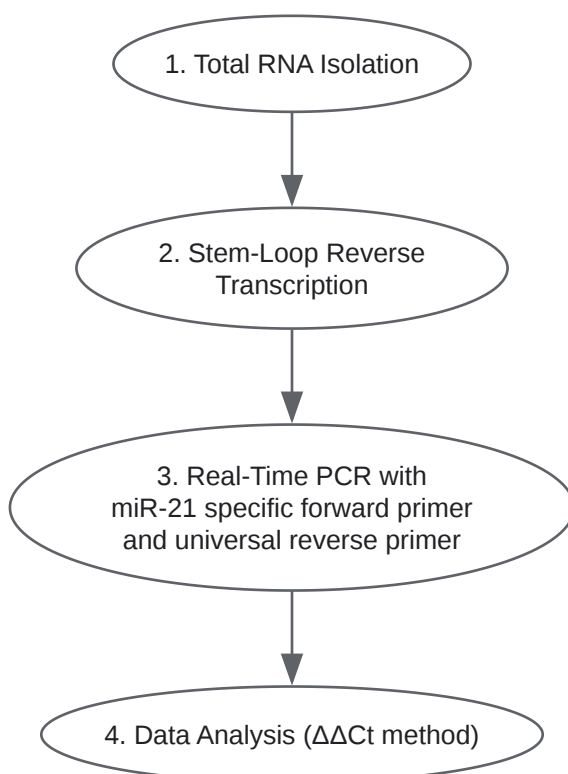 1. Total RNA Isolation
2. Stem-Loop Reverse
Transcription
3. Real-Time PCR with
miR-21 specific forward primer
and universal reverse primer
4. Data Analysis (ΔΔCt method)